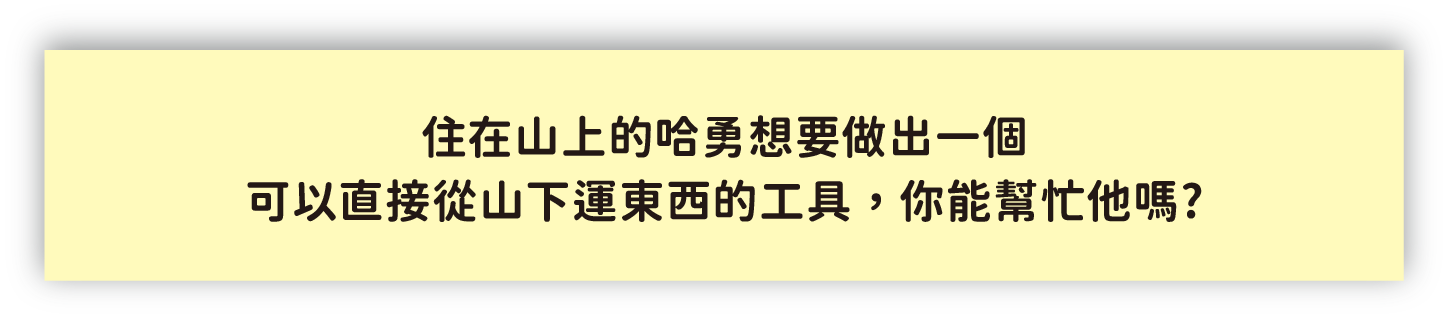 住在山上的哈勇想要做出一個
可以直接從山下運東西的工具，你能幫忙他嗎?